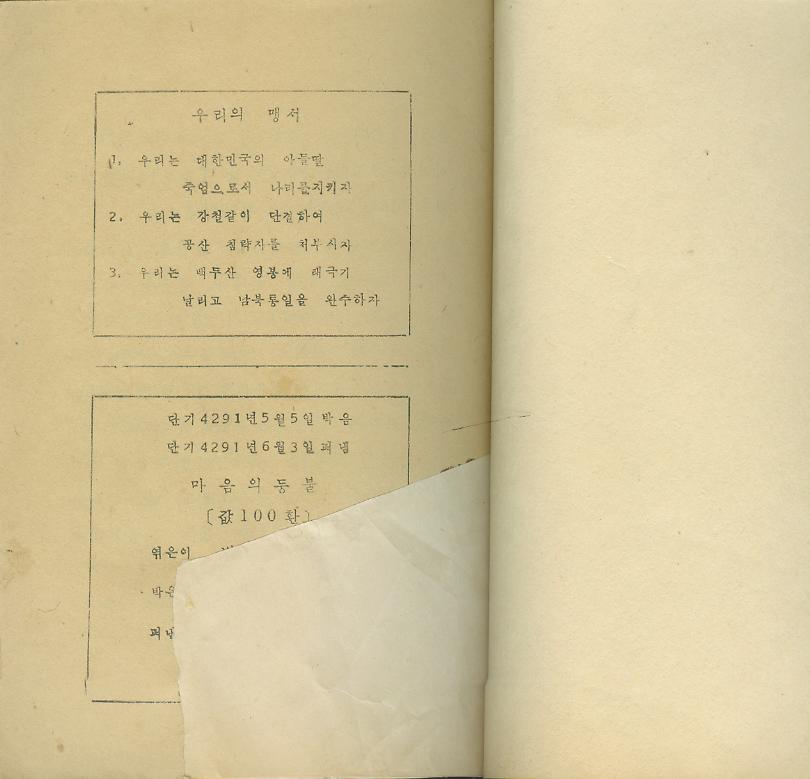 우리의 맹서
1. 우리는 대한민국의 아들딸
죽엄으로서 나라를지키자
2. 우리는 강철같이 단결하여
공산 침략자를 처부시자
3. 우리는 백두산 영봉에 태극기
날리고 남북통일을 완수하자
단기4291년5월5일 박음
단기4291년6월3일 펴냄
마음의등불
〔값100환〕
엮은이
박은
펴냄